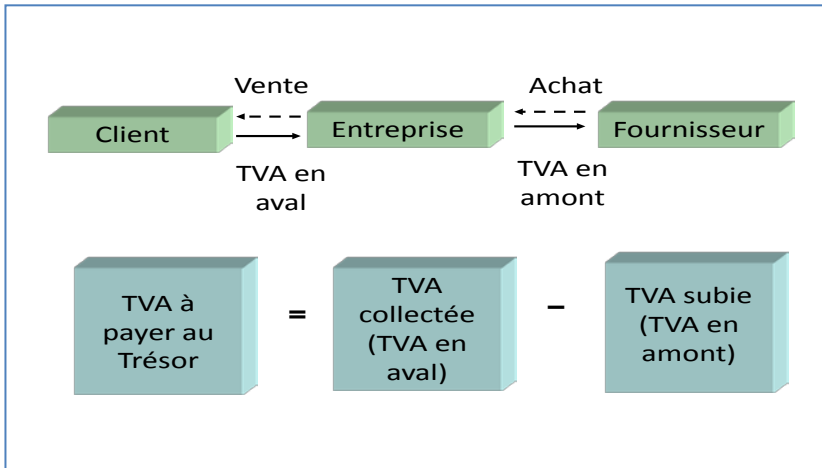 Vente
Achat
Client
Entreprise
Fournisseur
TVA en
aval
TVA en
amont
TVA à
payer au
Trésor
=
TVA
collectée
(TVA en
aval)
–
TVA subie
(TVA en
amont)